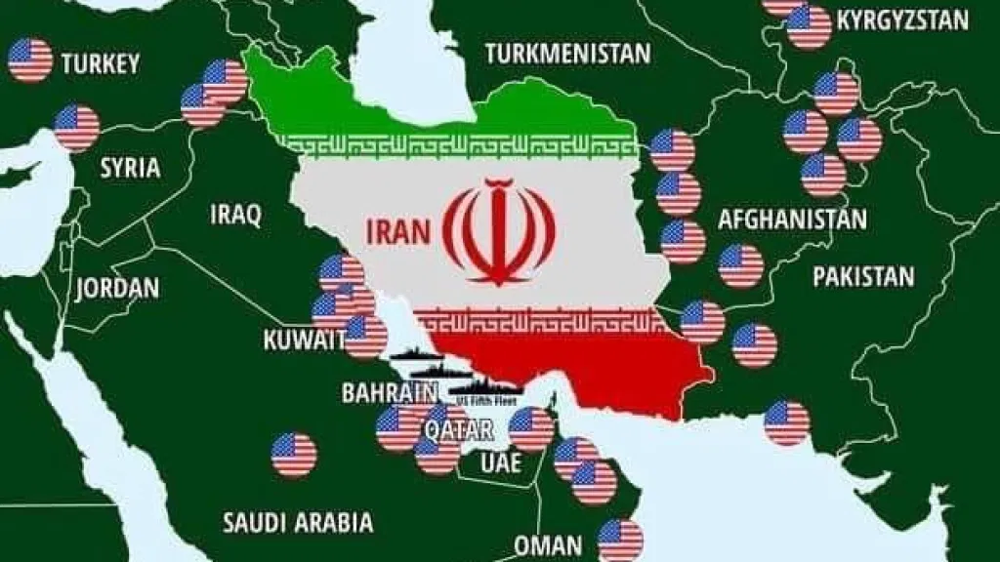 KYRGYZSTAN
TURKEY
TURKMENISTAN
SYRIA
IRAQ
IRAN
AFGHANISTAN
JORDAN
PAKISTAN
KUWAIT
BAHRAIN
US Fifth Fleet
QATAR
UAE
SAUDI ARABIA
OMAN